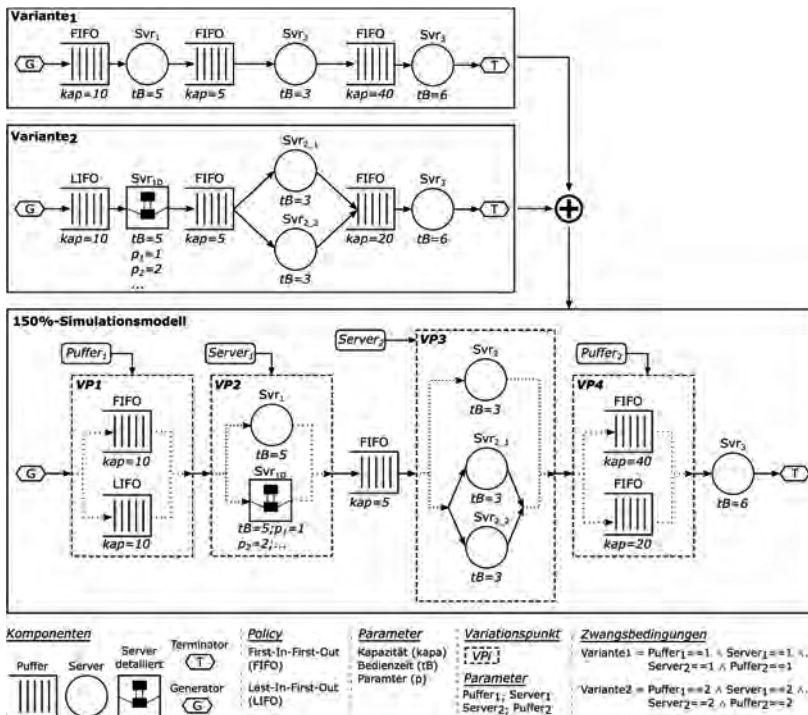 Variante1
FIFO Svr1 FIFO Svr2 FIFO Svr3
G T
kap=10 tB=5 kap=5 tB=3 kap=40 tB=6
Variante2
Svr2_1
LIFO Svr1D FIFO tB=3 FIFO Svr3
G T
kap=10 tB=5 kap=5 Svr2_2 kap=20 tB=6
p1=1
p2=2 tB=3
...
150%-Simulationsmodell
Puffer1 Server1 Server2 VP3 Puffer2
VP1 VP2 VP4
FIFO Svr1 Svr2 FIFO
kap=10 tB=5 tB=3 kap=40
G FIFO Svr3 T
LIFO Svr1D Svr2_1 FIFO
kap=5 tB=3 tB=6
kap=10 tB=5;p1=1 Svr2_2 kap=20
p2=2;...
tB=3
Komponenten
Puffer Server Server detailliert
Terminator
T
Generator
G
Policy
First-In-First-Out
(FIFO)
Last-In-First-Out
(LIFO)
Parameter
Kapazität (kapa)
Bedienzeit (tB)
Paramter (p)
Variationspunkt
VPi
Parameter
Puffer1; Server1
Server2; Puffer2
Zwangsbedingungen
Variante1 = Puffer1==1 ∧ Server1==1 ∧
Server2==1 ∧ Puffer2==1
Variante2 = Puffer1==2 ∧ Server1==2 ∧
Server2==2 ∧ Puffer2==2